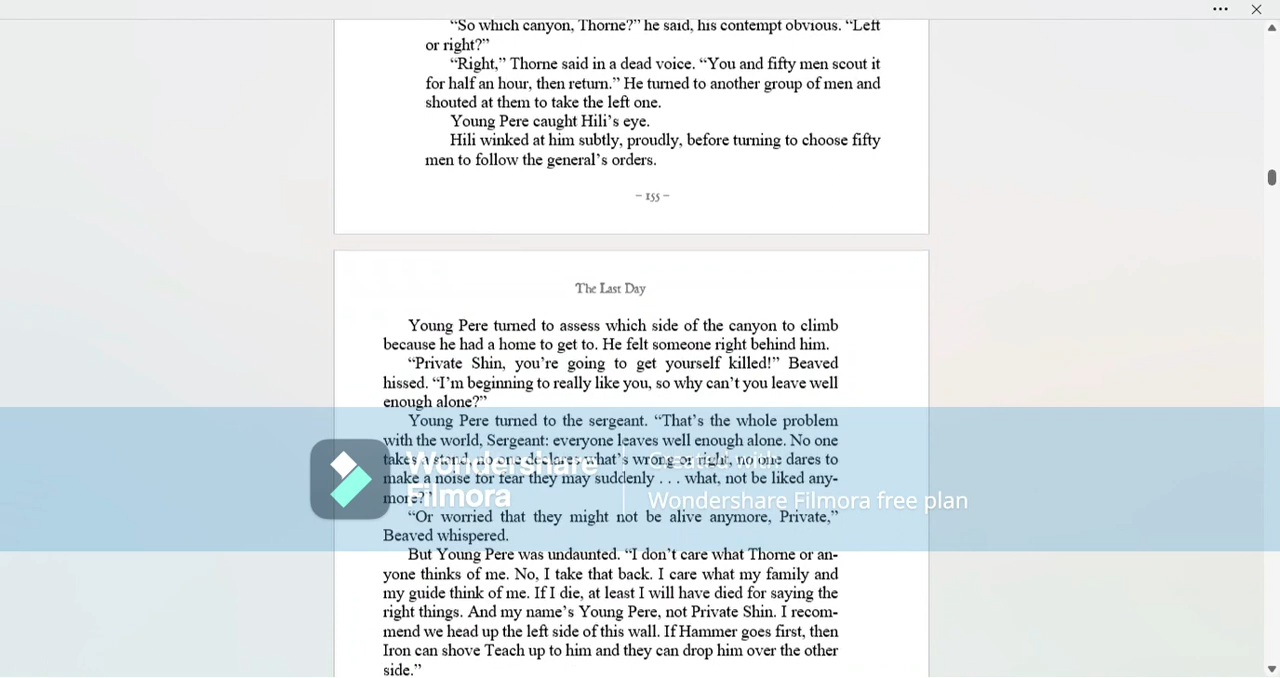 “So which canyon, Thorne?” he said, his contempt obvious. “Left
or right?”
“Right,” Thorne said in a dead voice. “You and fifty men scout it
for half an hour, then return.” He turned to another group of men and
shouted at them to take the left one.
Young Pere caught Hili’s eye.
Hili winked at him subtly, proudly, before turning to choose fifty
men to follow the general’s orders.
~ 155 ~
The Last Day
Young Pere turned to assess which side of the canyon to climb
because he had a home to get to. He felt someone right behind him.
“Private Shin, you’re going to get yourself killed!” Beaved
hissed. “I’m beginning to really like you, so why can’t you leave well
enough alone?”
Young Pere turned to the sergeant. “That’s the whole problem
with the world, Sergeant: everyone leaves well enough alone. No one
takes a stand, no one declares what’s wrong or right, no one dares to
make a noise for fear they may suddenly . . . what, not be liked any-
more?”
Wondershare
Filmora
Created with
Wondershare Filmora free plan
“Or worried that they might not be alive anymore, Private,”
Beaved whispered.
But Young Pere was undaunted. “I don’t care what Thorne or an-
yone thinks of me. No, I take that back. I care what my family and
my guide think of me. If I die, at least I will have died for saying the
right things. And my name’s Young Pere, not Private Shin. I recom-
mend we head up the left side of this wall. If Hammer goes first, then
Iron can shove Teach up to him and they can drop him over the other
side.”